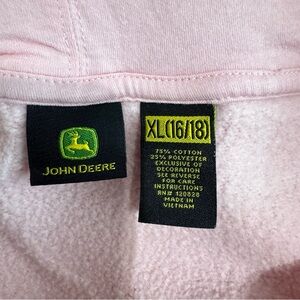 JOHN DEERE
XL(16/18)
75% COTTON
25% POLYESTER
EXCLUSIVE OF
DECORATION
SEE REVERSE
FOR CARE
INSTRUCTIONS
RN# 120828
MADE IN
VIETNAM